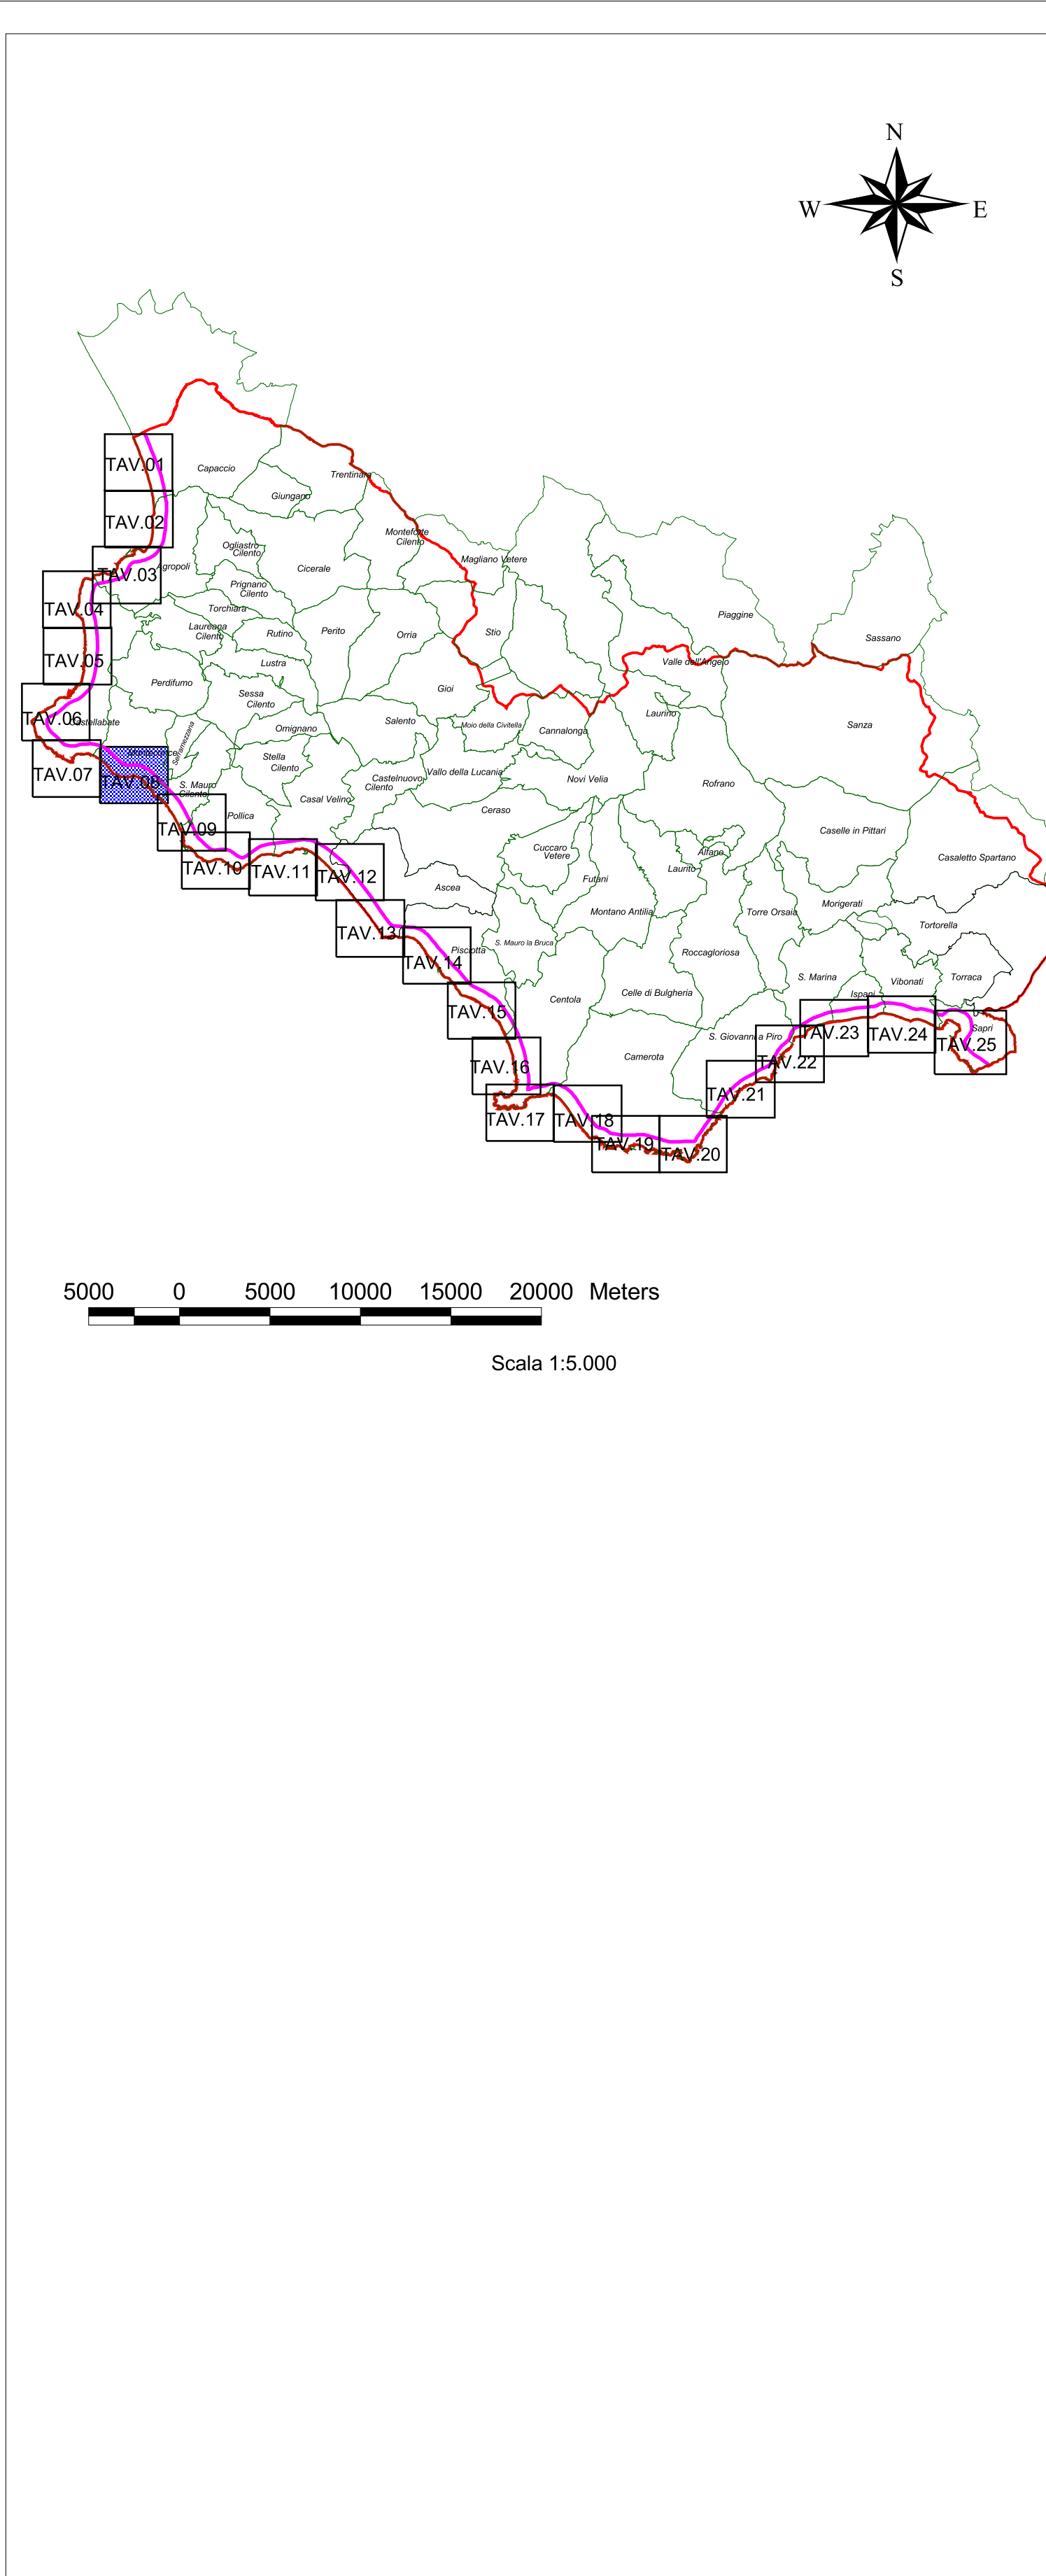 N
W E
S
TAV.01
Capaccio
Trentinara
Giungano
TAV.02
Monteforte
Cilento
Ogliastro
Cilento
Magliano Vetere
Agropoli
Cicerale
TAV.03
Prignano
Cilento
TAV.04
Torchiara
Piaggine
Laureana
Cilento
Rutino
Perito
Orria
Stio
Sassano
TAV.05
Lustra
Valle dell'Angelo
Perdifumo
Sessa
Cilento
Gioi
Laurino
TAV.06
Castellabate
Omignano
Salento
Moio della Civitella
Cannalonga
Sanza
Serramezzana
Montecorice
Stella
Cilento
TAV.07
TAV.08
S. Mauro
Cilento
Castelnuovo
Cilento
Vallo della Lucania
Novi Velia
Rofrano
Casal Velino
Pollica
Ceraso
TAV.09
Caselle in Pittari
Cuccaro
Vetere
Alfano
Casaletto Spartano
TAV.10
TAV.11
TAV.12
Ascea
Futani
Laurito
Montano Antilia
Torre Orsaia
Morigerati
Tortorella
TAV.13
Pisciotta
S. Mauro la Bruca
Roccagloriosa
TAV.14
S. Marina
Vibonati
Torraca
Celle di Bulgheria
Ispani
Centola
TAV.15
S. Giovanni a Piro
TAV.23
TAV.24
Sapri
TAV.25
Camerota
TAV.22
TAV.16
TAV.21
TAV.17
TAV.18
TAV.19
TAV.20
5000 0 5000 10000 15000 20000 Meters
Scala 1:5.000